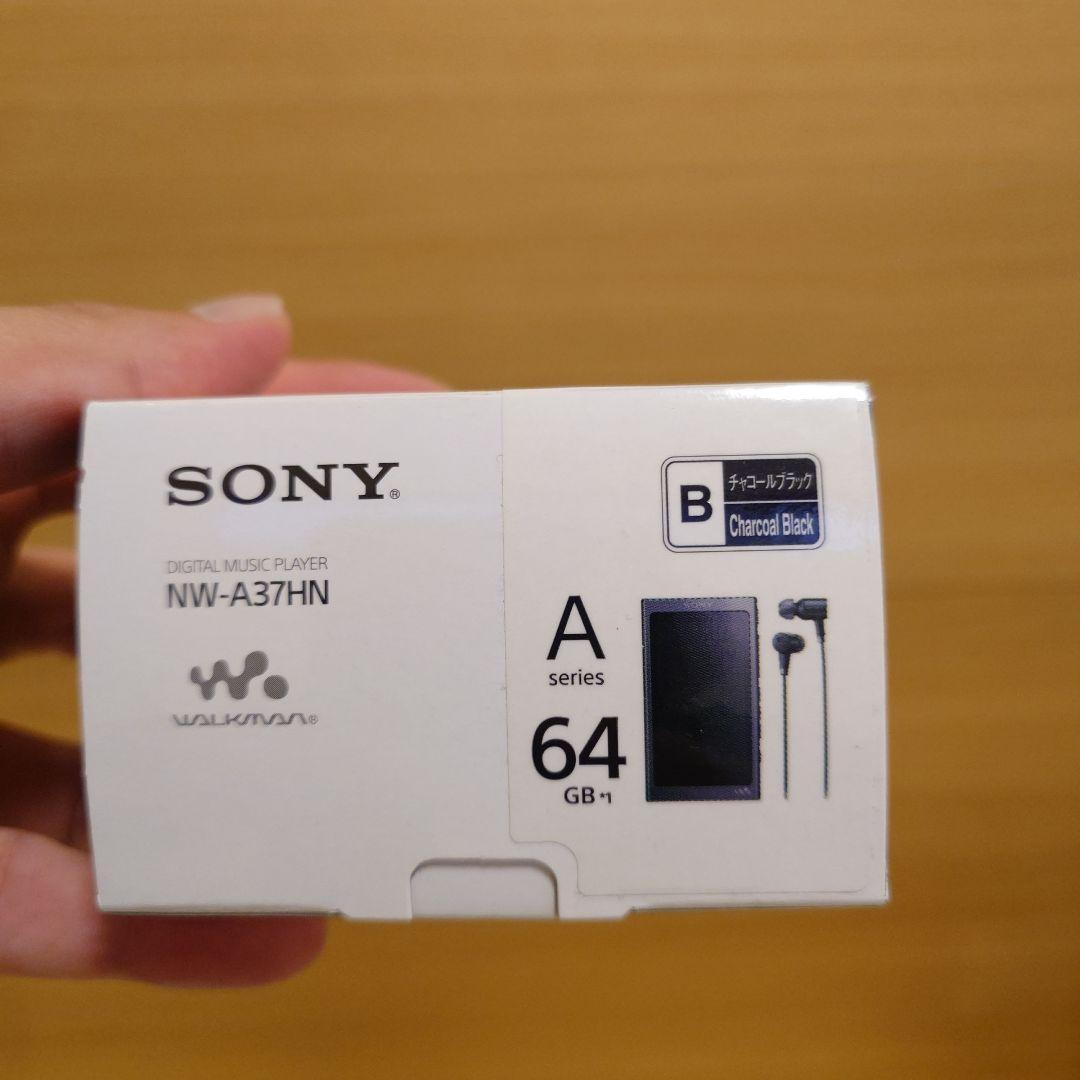 SONY®
DIGITAL MUSIC PLAYER
NW-A37HN
WALKMAN®
B
チャコールブラック
Charcoal Black
A
series
64
GB *1
SONY